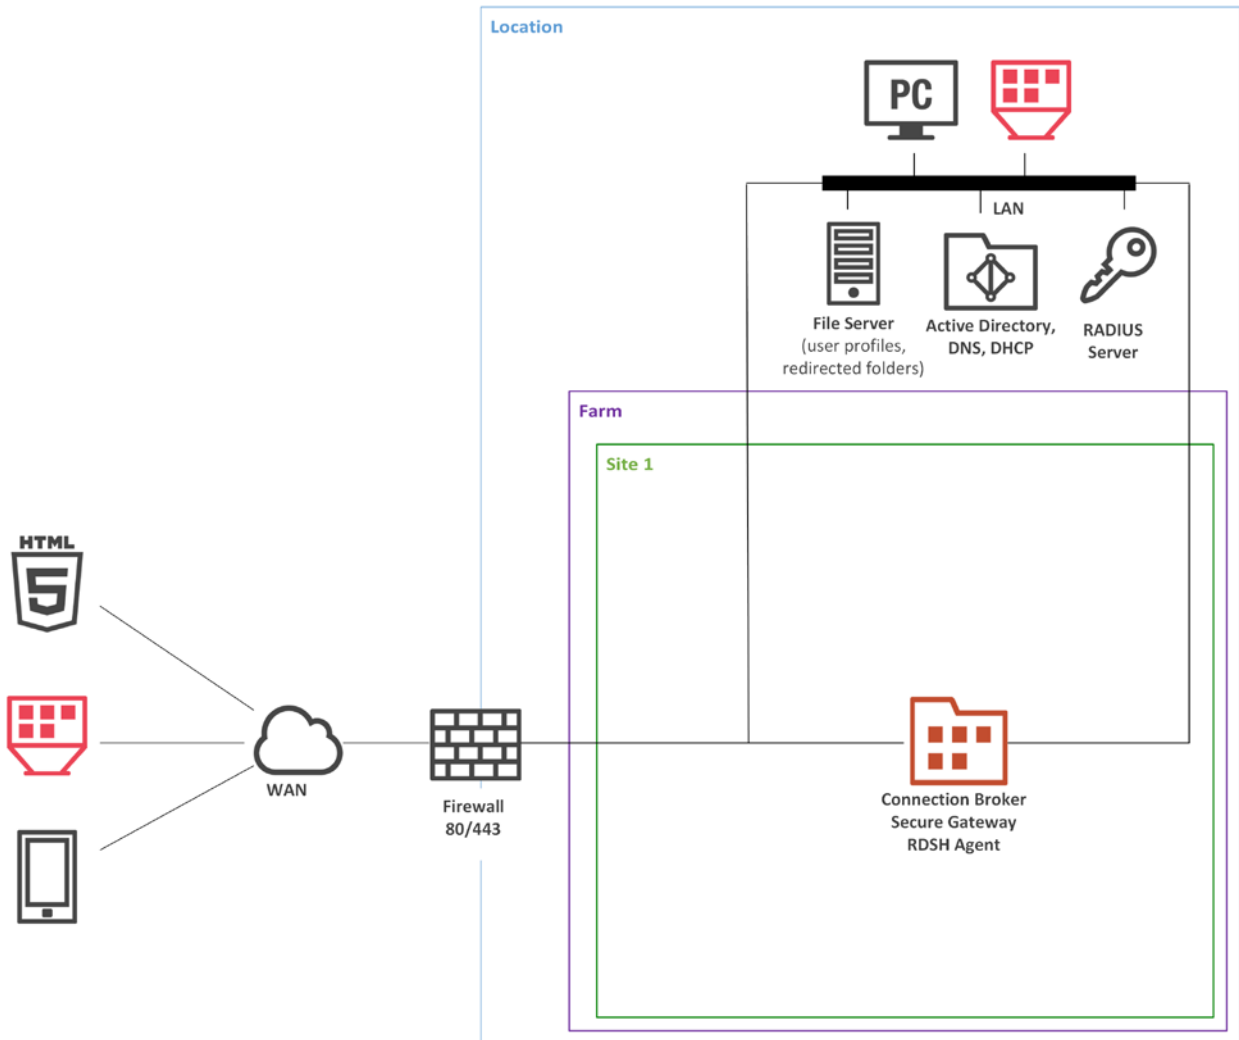 Location
PC
LAN
File Server
(user profiles,
redirected folders)
Active Directory,
DNS, DHCP
RADIUS
Server
Farm
Site 1
HTML
5
WAN
Firewall
80/443
Connection Broker
Secure Gateway
RDSH Agent